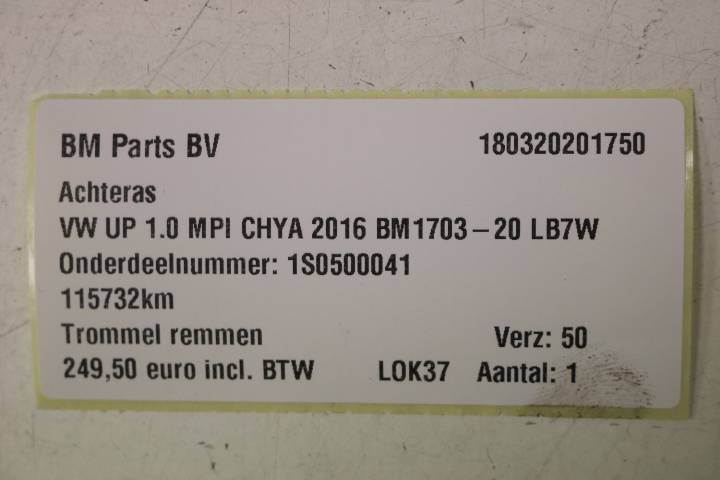 BM Parts BV 180320201750
Achteras
VW UP 1.0 MPI CHYA 2016 BM1703-20 LB7W
Onderdeelnummer: 1S0500041
115732km
Trommel remmen Verz: 50
249,50 euro incl. BTW LOK37 Aantal: 1